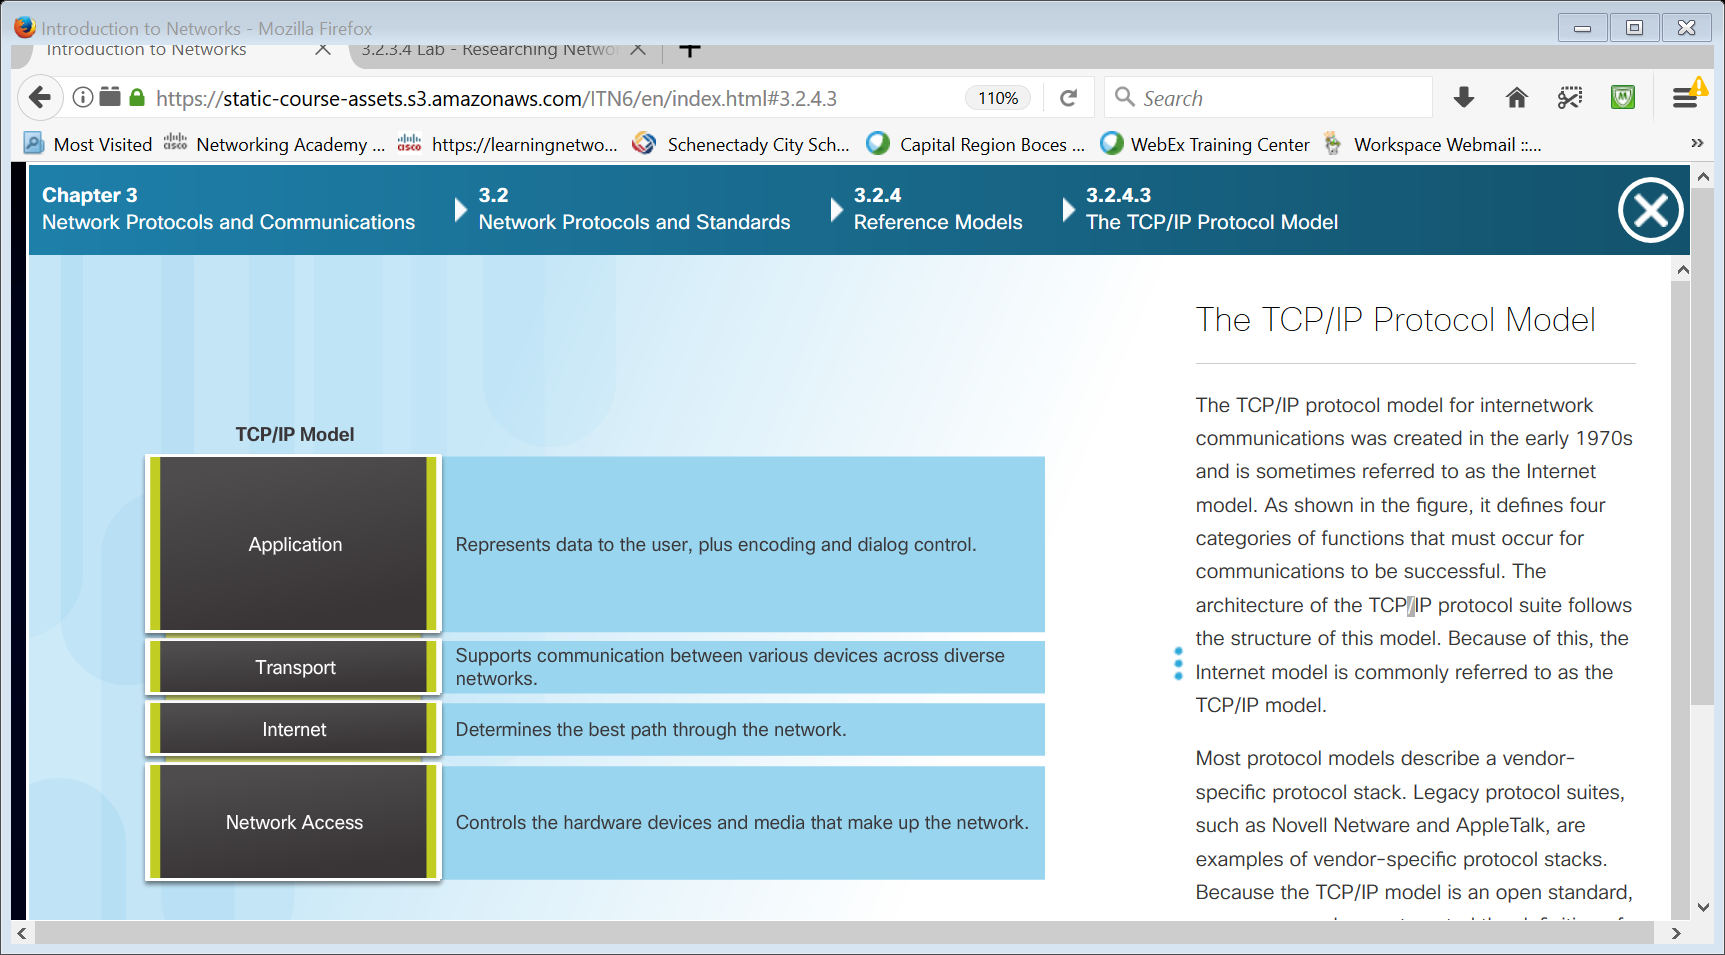 Introduction to Networks - Mozilla Firefox
Introduction to Networks
3.2.3.4 Lab - Researching Netwo
https://static-course-assets.s3.amazonaws.com/ITN6/en/index.html#3.2.4.3
110%
Search
Most Visited
Networking Academy ...
https://learningnetwo...
Schenectady City Sch...
Capital Region Boces ...
WebEx Training Center
Workspace Webmail ::...
Chapter 3
Network Protocols and Communications
3.2
Network Protocols and Standards
3.2.4
Reference Models
3.2.4.3
The TCP/IP Protocol Model
TCP/IP Model
Application
Represents data to the user, plus encoding and dialog control.
Transport
Supports communication between various devices across diverse
networks.
Internet
Determines the best path through the network.
Network Access
Controls the hardware devices and media that make up the network.
The TCP/IP Protocol Model
The TCP/IP protocol model for internetwork
communications was created in the early 1970s
and is sometimes referred to as the Internet
model. As shown in the figure, it defines four
categories of functions that must occur for
communications to be successful. The
architecture of the TCP/IP protocol suite follows
the structure of this model. Because of this, the
Internet model is commonly referred to as the
TCP/IP model.
Most protocol models describe a vendor-
specific protocol stack. Legacy protocol suites,
such as Novell Netware and AppleTalk, are
examples of vendor-specific protocol stacks.
Because the TCP/IP model is an open standard,